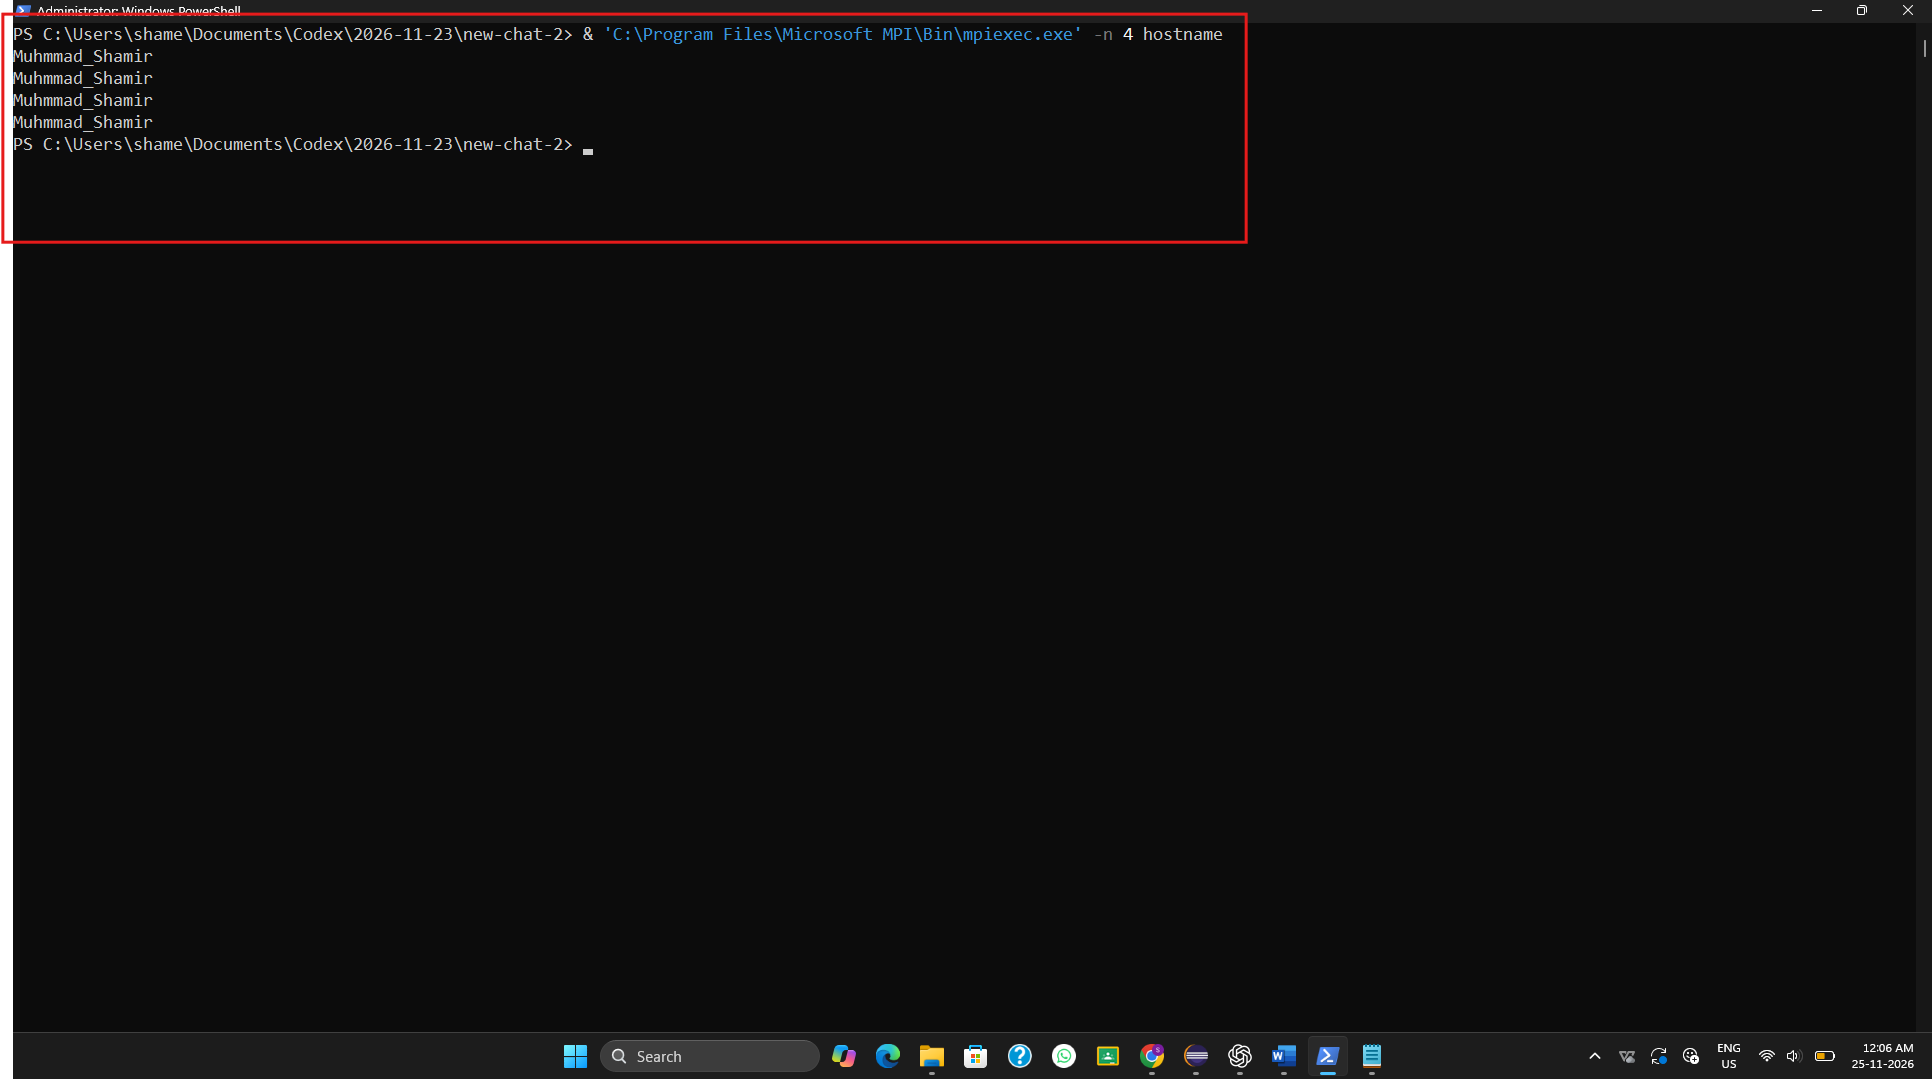 Administrator: Windows PowerShell
PS C:\Users\shame\Documents\Codex\2026-11-23\new-chat-2> & 'C:\Program Files\Microsoft MPI\Bin\mpiexec.exe' -n 4 hostname
Muhmmad_Shamir
Muhmmad_Shamir
Muhmmad_Shamir
Muhmmad_Shamir
PS C:\Users\shame\Documents\Codex\2026-11-23\new-chat-2>
Search
ENG
US
12:06 AM
25-11-2026